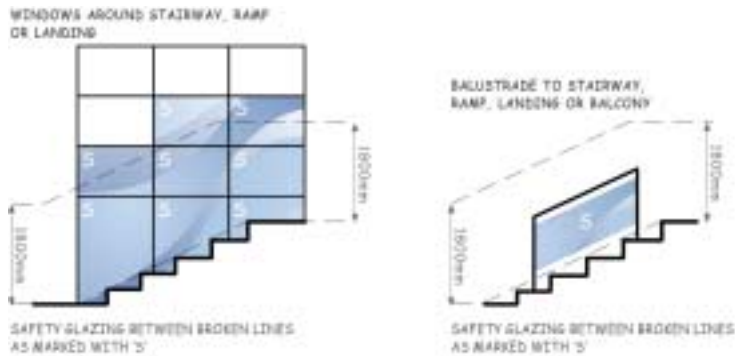 WINDOWS AROUND STAIRWAY, RAMP
OR LANDING
S S
S S S
S S S
1800mm
1800mm
SAFETY GLAZING BETWEEN BROKEN LINES
AS MARKED WITH 'S'
BALUSTRADE TO STAIRWAY,
RAMP, LANDING OR BALCONY
S
1800mm
1800mm
SAFETY GLAZING BETWEEN BROKEN LINES
AS MARKED WITH 'S'